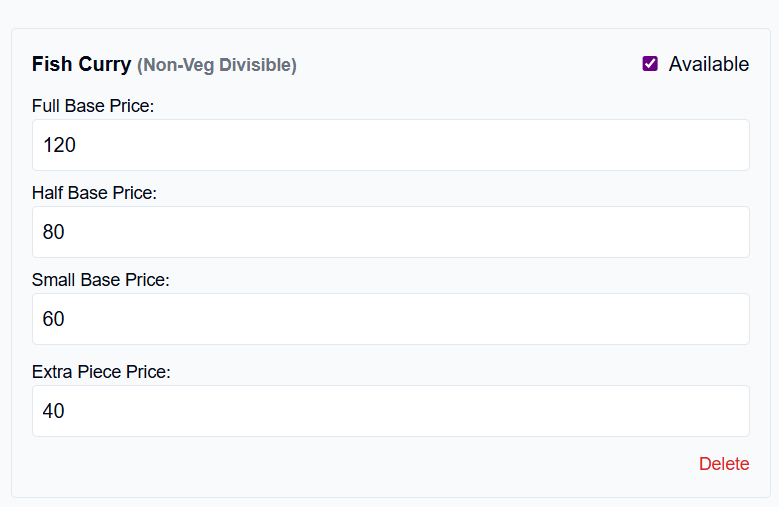 Fish Curry (Non-Veg Divisible) Available
Full Base Price:
120
Half Base Price:
80
Small Base Price:
60
Extra Piece Price:
40
Delete